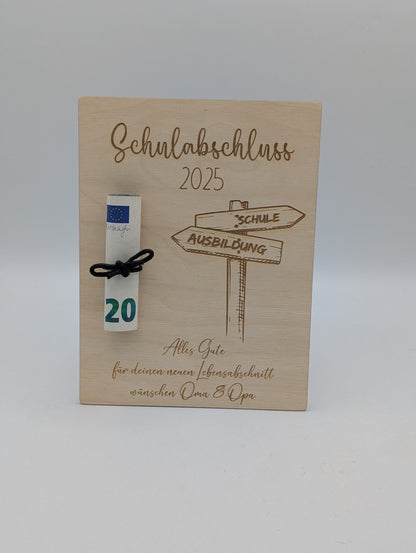 Schulabschluss
2025
SCHULE
AUSBILDUNG
20
Alles Gute
für deinen neuen Lebensabschnitt
wünschen Oma & Opa